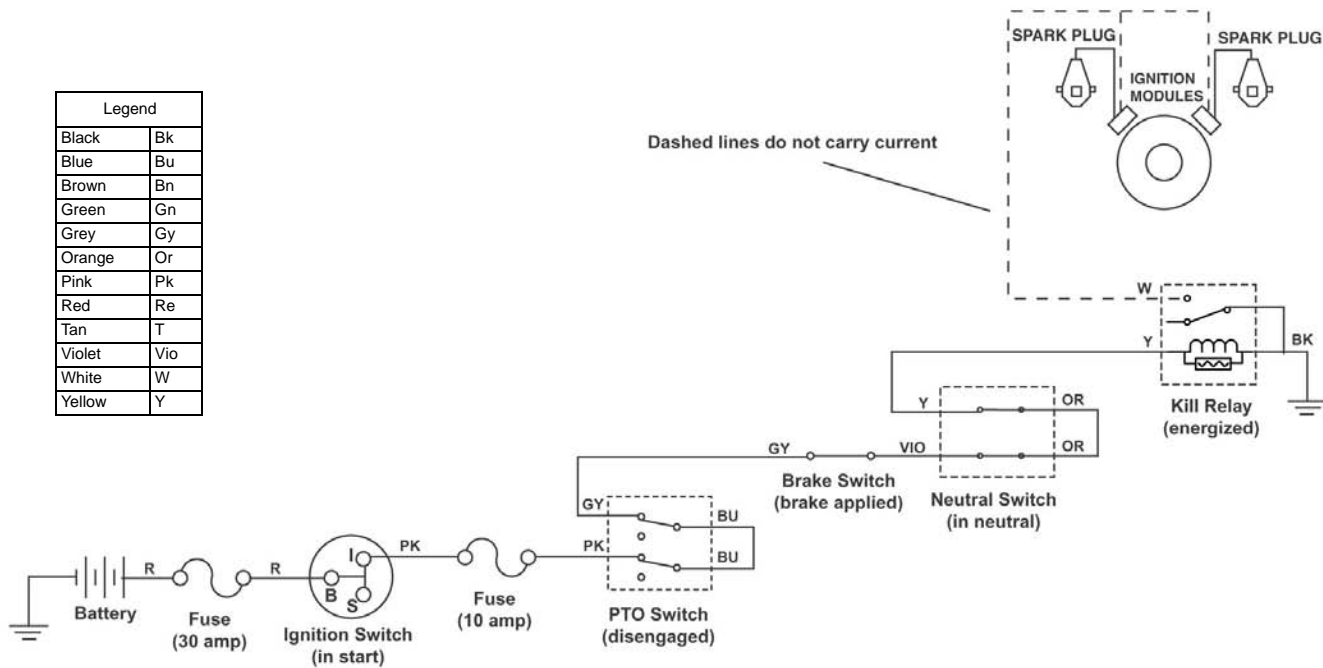 SPARK PLUG
SPARK PLUG
IGNITION
MODULES
Legend
Black Bk
Blue Bu
Brown Bn
Green Gn
Grey Gy
Orange Or
Pink Pk
Red Re
Tan T
Violet Vio
White W
Yellow Y
Dashed lines do not carry current
W
Y
BK
Kill Relay
(energized)
Y
OR
GY
VIO
OR
Brake Switch
(brake applied)
Neutral Switch
(in neutral)
GY
BU
PK
PK
BU
I
B
S
R
R
Battery
Fuse
(30 amp)
Ignition Switch
(in start)
Fuse
(10 amp)
PTO Switch
(disengaged)